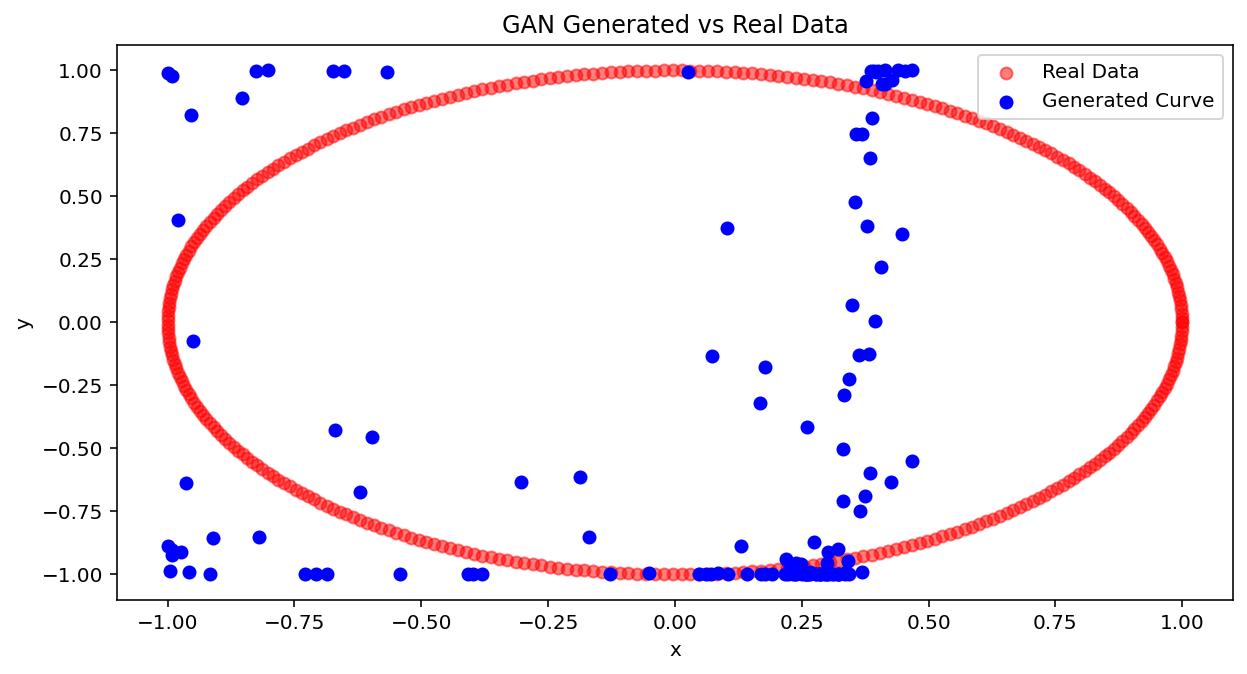 GAN Generated vs Real Data
Real Data
Generated Curve
1.00
0.75
0.50
0.25
0.00
−0.25
−0.50
−0.75
−1.00
y
−1.00 −0.75 −0.50 −0.25 0.00 0.25 0.50 0.75 1.00
x